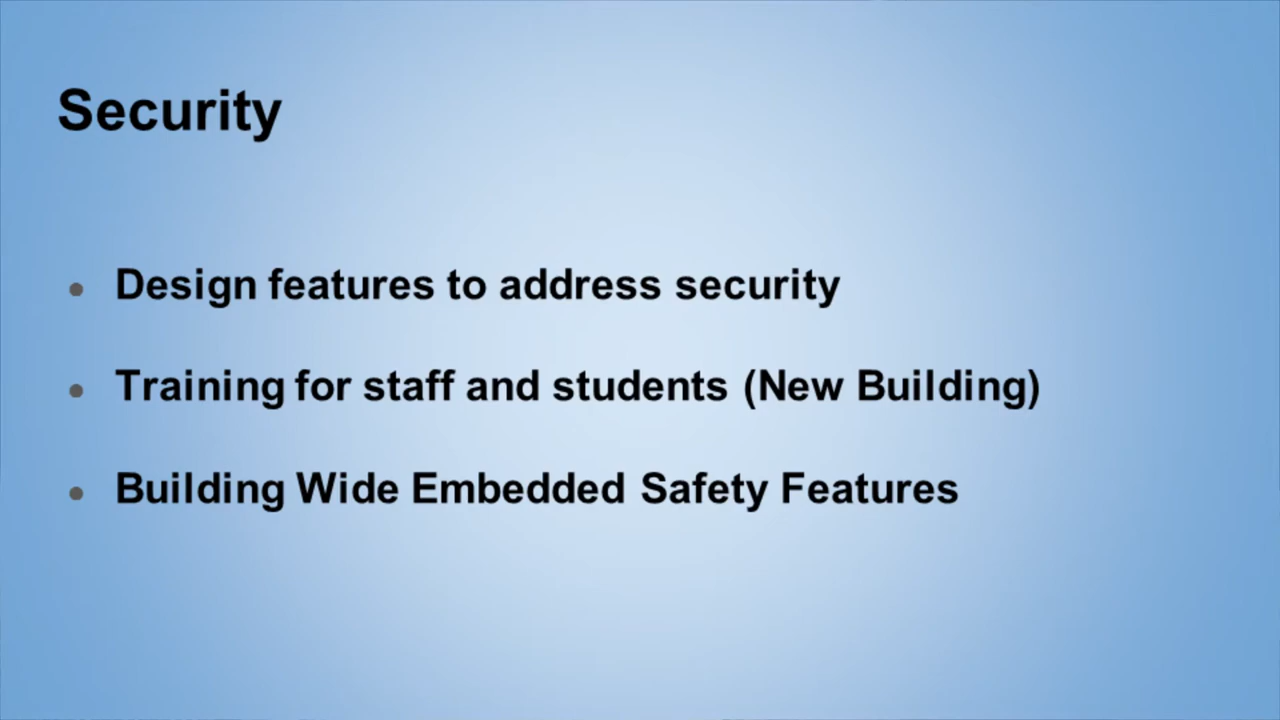 Security
Design features to address security
Training for staff and students (New Building)
Building Wide Embedded Safety Features